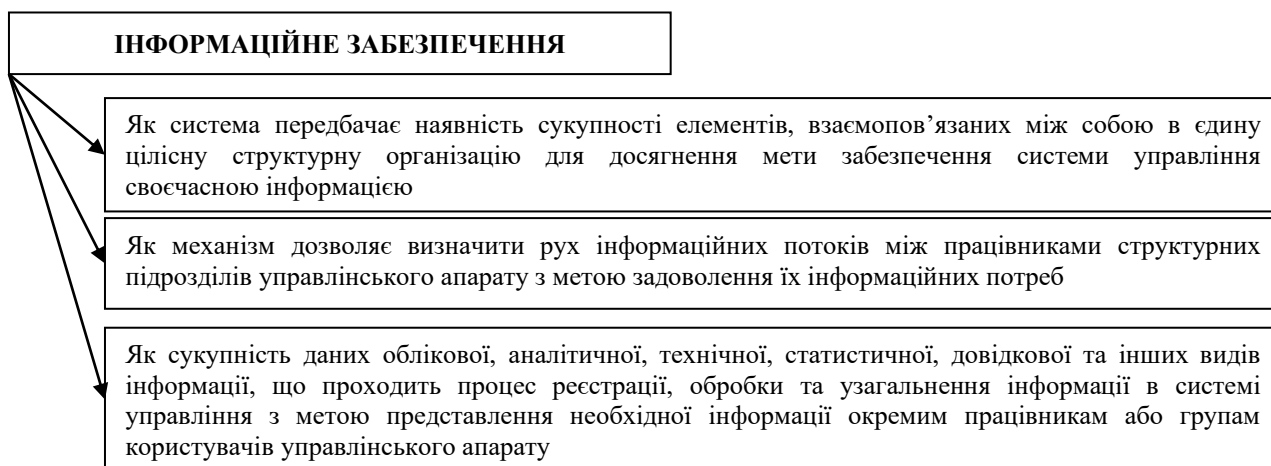 ІНФОРМАЦІЙНЕ ЗАБЕЗПЕЧЕННЯ
Як система передбачає наявність сукупності елементів, взаємопов’язаних між собою в єдину
цілісну структурну організацію для досягнення мети забезпечення системи управління
своєчасною інформацією
Як механізм дозволяє визначити рух інформаційних потоків між працівниками структурних
підрозділів управлінського апарату з метою задоволення їх інформаційних потреб
Як сукупність даних облікової, аналітичної, технічної, статистичної, довідкової та інших видів
інформації, що проходить процес реєстрації, обробки та узагальнення інформації в системі
управління з метою представлення необхідної інформації окремим працівникам або групам
користувачів управлінського апарату